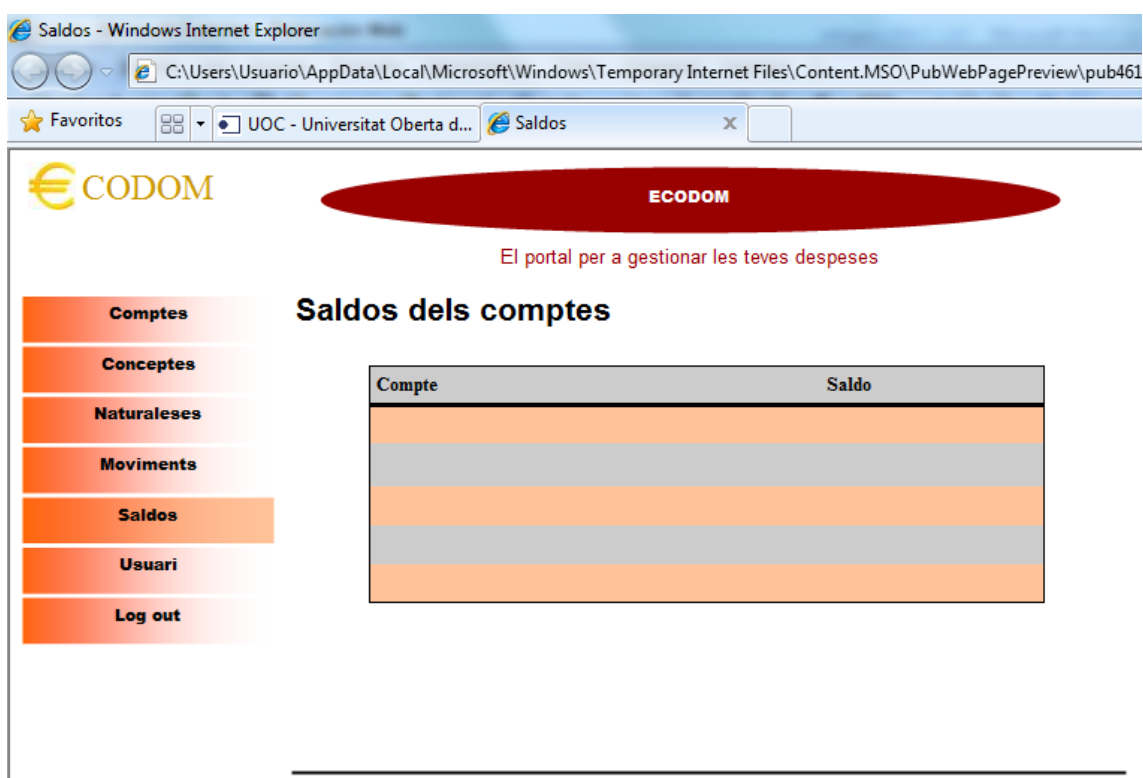 Saldos - Windows Internet Explorer
C:\Users\Usuario\AppData\Local\Microsoft\Windows\Temporary Internet Files\Content.MSO\PubWebPagePreview\pub461
Favoritos UOC - Universitat Oberta d... Saldos
€CODOM
ECODOM
El portal per a gestionar les teves despeses
Saldos dels comptes
Comptes
Conceptes
Naturaleses
Moviments
Saldos
Usuari
Log out
Compte Saldo